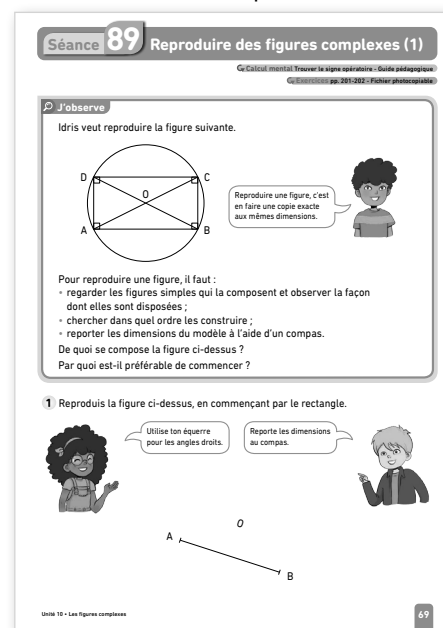 Séance 89 Reproduire des figures complexes (1)
Calcul mental Trouver le signe opératoire - Guide pédagogique
Exercices pp. 201-202 - Fichier photocopiable
J'observe
Idris veut reproduire la figure suivante.
D
C
O
A
B
Reproduire une figure, c'est
en faire une copie exacte
aux mêmes dimensions.
Pour reproduire une figure, il faut :
• regarder les figures simples qui la composent et observer la façon
dont elles sont disposées ;
• chercher dans quel ordre les construire ;
• reporter les dimensions du modèle à l'aide d'un compas.
De quoi se compose la figure ci-dessus ?
Par quoi est-il préférable de commencer ?
1 Reproduis la figure ci-dessus, en commençant par le rectangle.
Utilise ton équerre
pour les angles droits.
Reporte les dimensions
au compas.
O
A
B
Unité 10 • Les figures complexes
69